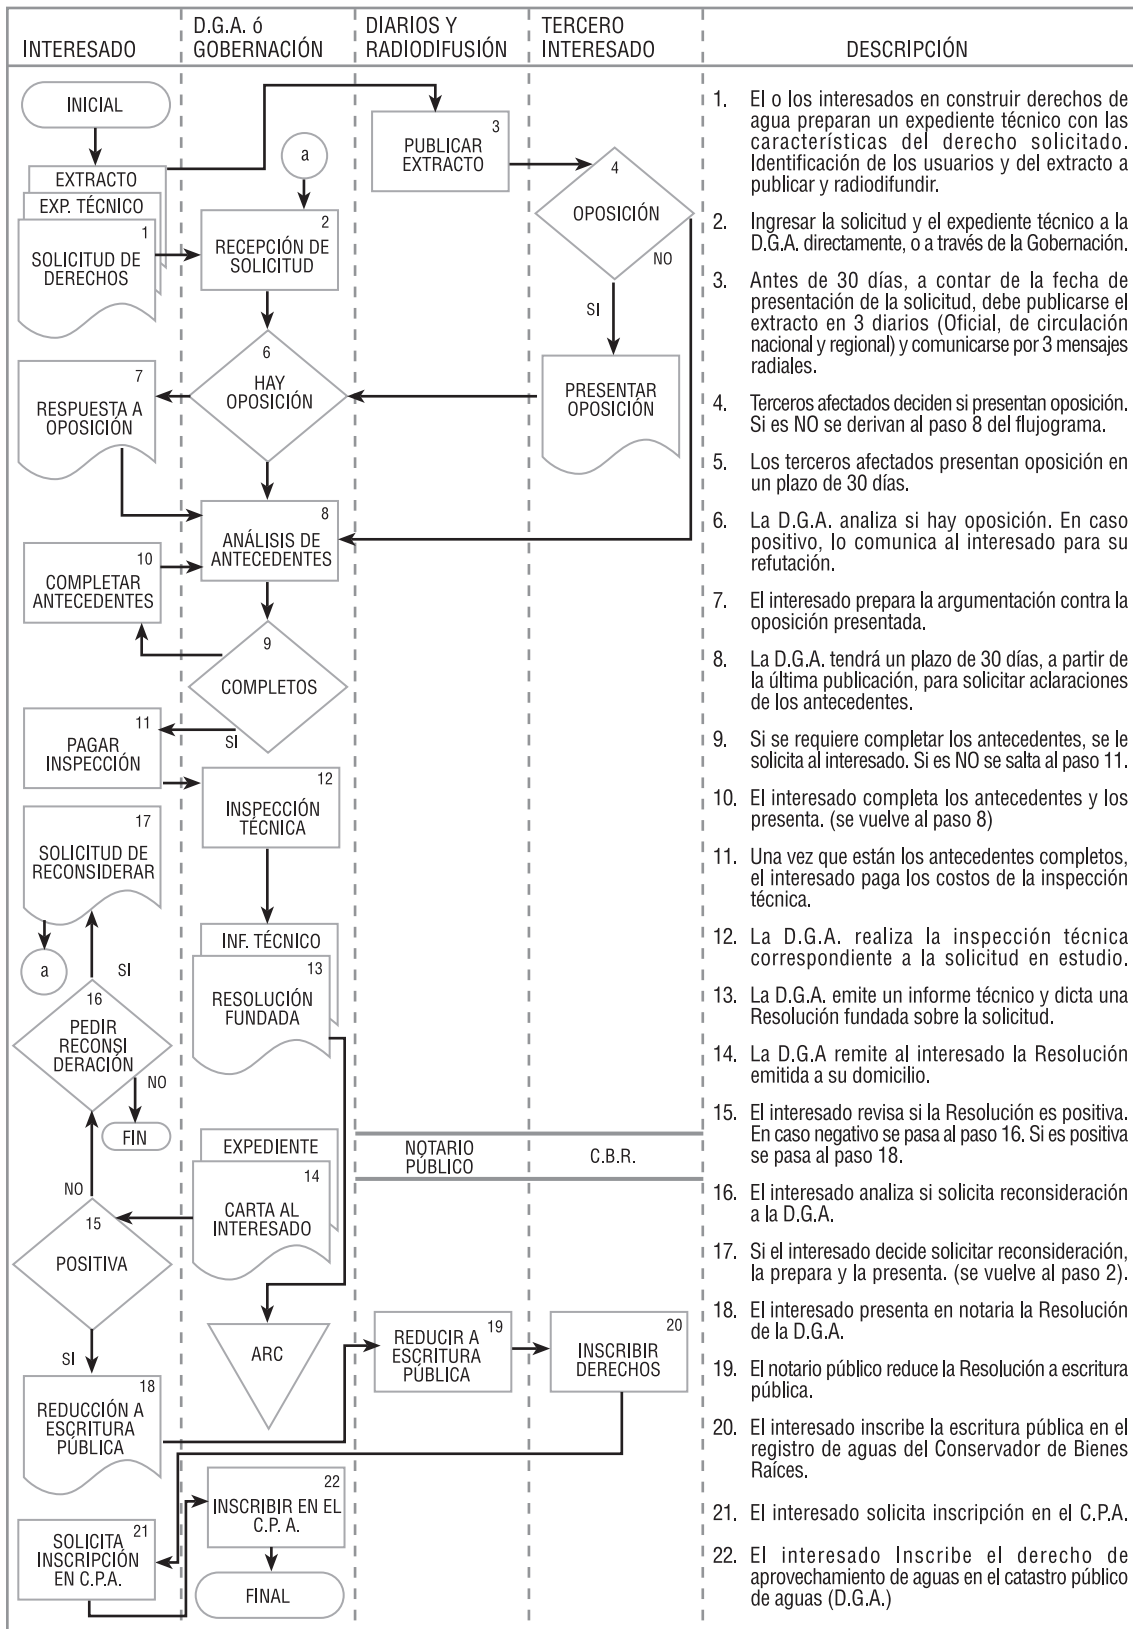 INTERESADO
D.G.A. ó
GOBERNACIÓN
DIARIOS Y
RADIODIFUSIÓN
TERCERO
INTERESADO
DESCRIPCIÓN
INICIAL
EXTRACTO
EXP. TÉCNICO
1
SOLICITUD DE
DERECHOS
a
2
RECEPCIÓN DE
SOLICITUD
3
PUBLICAR
EXTRACTO
4
OPOSICIÓN
NO
SI
PRESENTAR
OPOSICIÓN
6
HAY
OPOSICIÓN
7
RESPUESTA A
OPOSICIÓN
8
ANÁLISIS DE
ANTECEDENTES
10
COMPLETAR
ANTECEDENTES
9
COMPLETOS
SI
11
PAGAR
INSPECCIÓN
12
INSPECCIÓN
TÉCNICA
17
SOLICITUD DE
RECONSIDERAR
a
SI
16
PEDIR
RECONSI
DERACIÓN
NO
FIN
INF. TÉCNICO
13
RESOLUCIÓN
FUNDADA
EXPEDIENTE
14
CARTA AL
INTERESADO
NOTARIO
PÚBLICO
C.B.R.
NO
15
POSITIVA
SI
ARC
18
REDUCCIÓN A
ESCRITURA
PÚBLICA
19
REDUCIR A
ESCRITURA
PÚBLICA
20
INSCRIBIR
DERECHOS
21
SOLICITA
INSCRIPCIÓN
EN C.P.A.
22
INSCRIBIR EN EL
C.P. A.
FINAL
1. El o los interesados en construir derechos de
agua preparan un expediente técnico con las
características del derecho solicitado.
Identificación de los usuarios y del extracto a
publicar y radiodifundir.
2. Ingresar la solicitud y el expediente técnico a la
D.G.A. directamente, o a través de la Gobernación.
3. Antes de 30 días, a contar de la fecha de
presentación de la solicitud, debe publicarse el
extracto en 3 diarios (Oficial, de circulación
nacional y regional) y comunicarse por 3 mensajes
radiales.
4. Terceros afectados deciden si presentan oposición.
Si es NO se derivan al paso 8 del flujograma.
5. Los terceros afectados presentan oposición en
un plazo de 30 días.
6. La D.G.A. analiza si hay oposición. En caso
positivo, lo comunica al interesado para su
refutación.
7. El interesado prepara la argumentación contra la
oposición presentada.
8. La D.G.A. tendrá un plazo de 30 días, a partir de
la última publicación, para solicitar aclaraciones
de los antecedentes.
9. Si se requiere completar los antecedentes, se le
solicita al interesado. Si es NO se salta al paso 11.
10. El interesado completa los antecedentes y los
presenta. (se vuelve al paso 8)
11. Una vez que están los antecedentes completos,
el interesado paga los costos de la inspección
técnica.
12. La D.G.A. realiza la inspección técnica
correspondiente a la solicitud en estudio.
13. La D.G.A. emite un informe técnico y dicta una
Resolución fundada sobre la solicitud.
14. La D.G.A remite al interesado la Resolución
emitida a su domicilio.
15. El interesado revisa si la Resolución es positiva.
En caso negativo se pasa al paso 16. Si es positiva
se pasa al paso 18.
16. El interesado analiza si solicita reconsideración
a la D.G.A.
17. Si el interesado decide solicitar reconsideración,
la prepara y la presenta. (se vuelve al paso 2).
18. El interesado presenta en notaria la Resolución
de la D.G.A.
19. El notario público reduce la Resolución a escritura
pública.
20. El interesado inscribe la escritura pública en el
registro de aguas del Conservador de Bienes
Raíces.
21. El interesado solicita inscripción en el C.P.A.
22. El interesado Inscribe el derecho de
aprovechamiento de aguas en el catastro público
de aguas (D.G.A.)